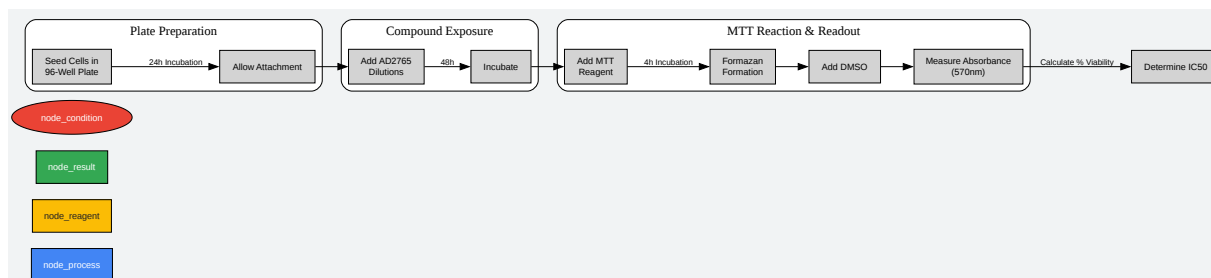 Plate Preparation
Seed Cells in
96-Well Plate
24h Incubation
Allow Attachment
Compound Exposure
Add AD2765
Dilutions
48h
Incubate
MTT Reaction & Readout
Add MTT
Reagent
4h Incubation
Formazan
Formation
Add DMSO
Measure Absorbance
(570nm)
Calculate % Viability
Determine IC50
node_condition
node_result
node_reagent
node_process